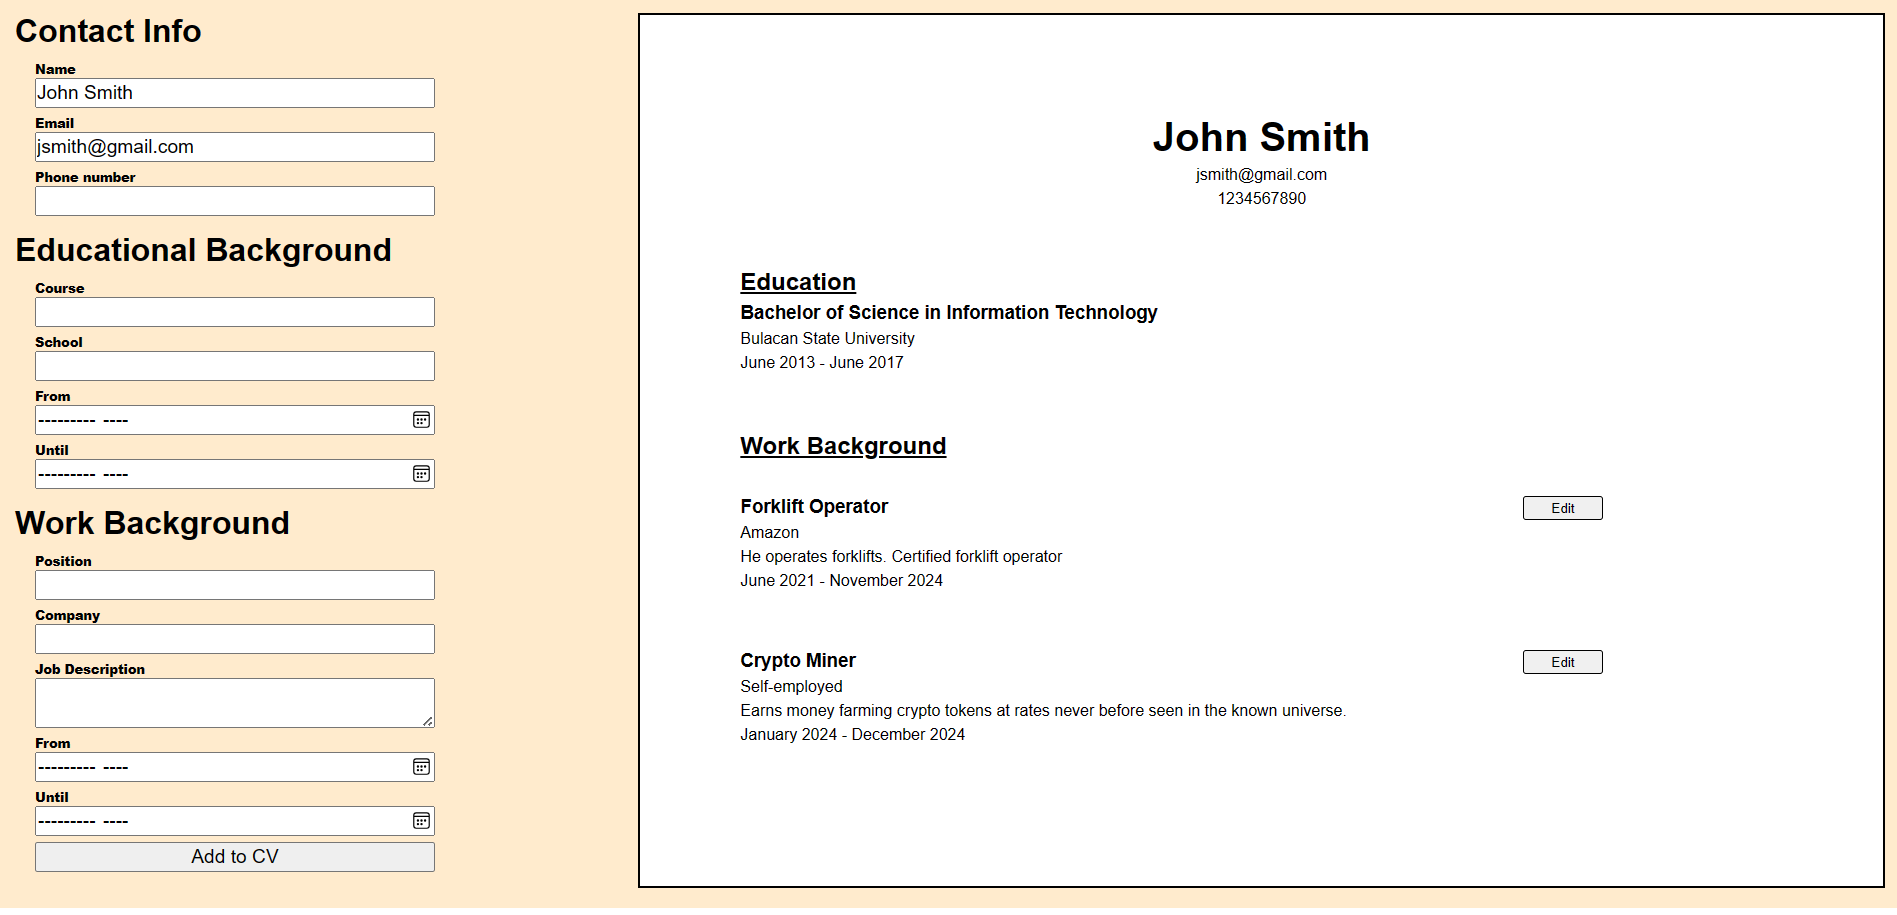 Contact Info
Name
John Smith
Email
jsmith@gmail.com
Phone number
Educational Background
Course
School
From
--------- ----
Until
--------- ----
Work Background
Position
Company
Job Description
From
--------- ----
Until
--------- ----
Add to CV
John Smith
jsmith@gmail.com
1234567890
Education
Bachelor of Science in Information Technology
Bulacan State University
June 2013 - June 2017
Work Background
Forklift Operator
Edit
Amazon
He operates forklifts. Certified forklift operator
June 2021 - November 2024
Crypto Miner
Edit
Self-employed
Earns money farming crypto tokens at rates never before seen in the known universe.
January 2024 - December 2024